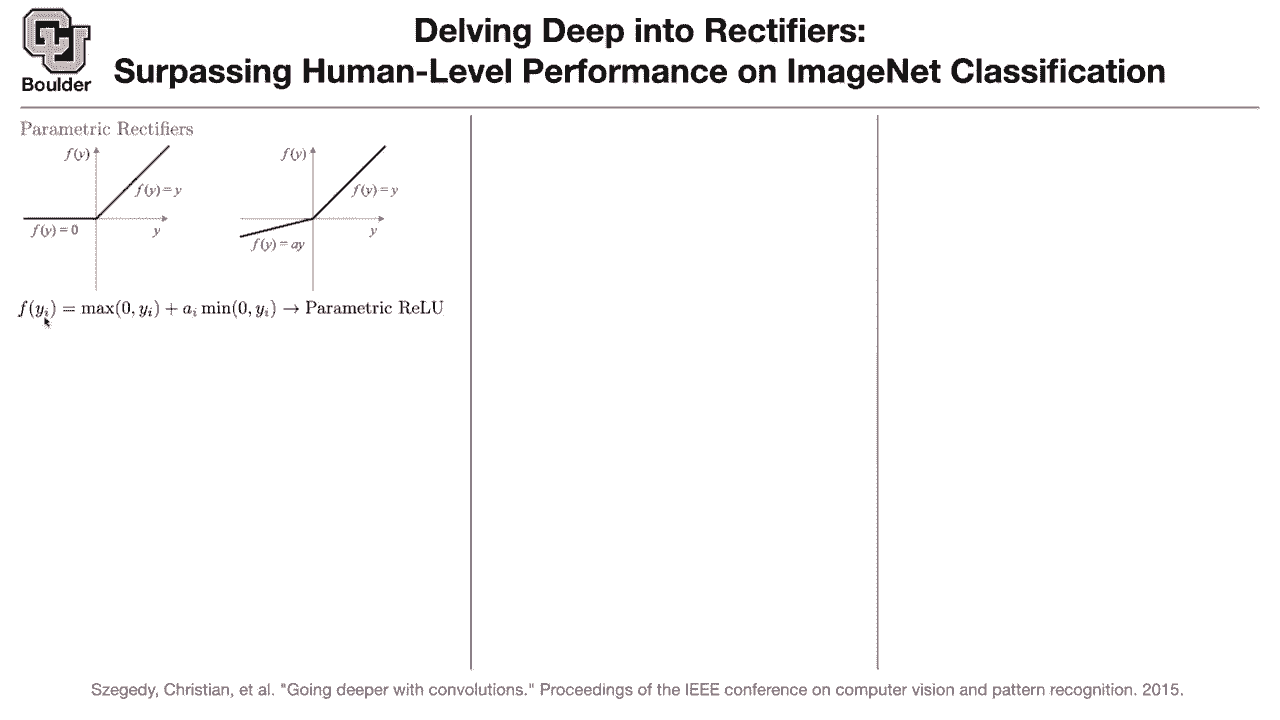 Delving Deep into Rectifiers:
Surpassing Human-Level Performance on ImageNet Classification
Boulder
Parametric Rectifiers
f(y)
f(y) = y
f(y) = 0
y
f(y)
f(y) = y
f(y) = ay
y
f(y_i) = max(0, y_i) + a_i min(0, y_i) → Parametric ReLU
Szegedy, Christian, et al. "Going deeper with convolutions." Proceedings of the IEEE conference on computer vision and pattern recognition. 2015.